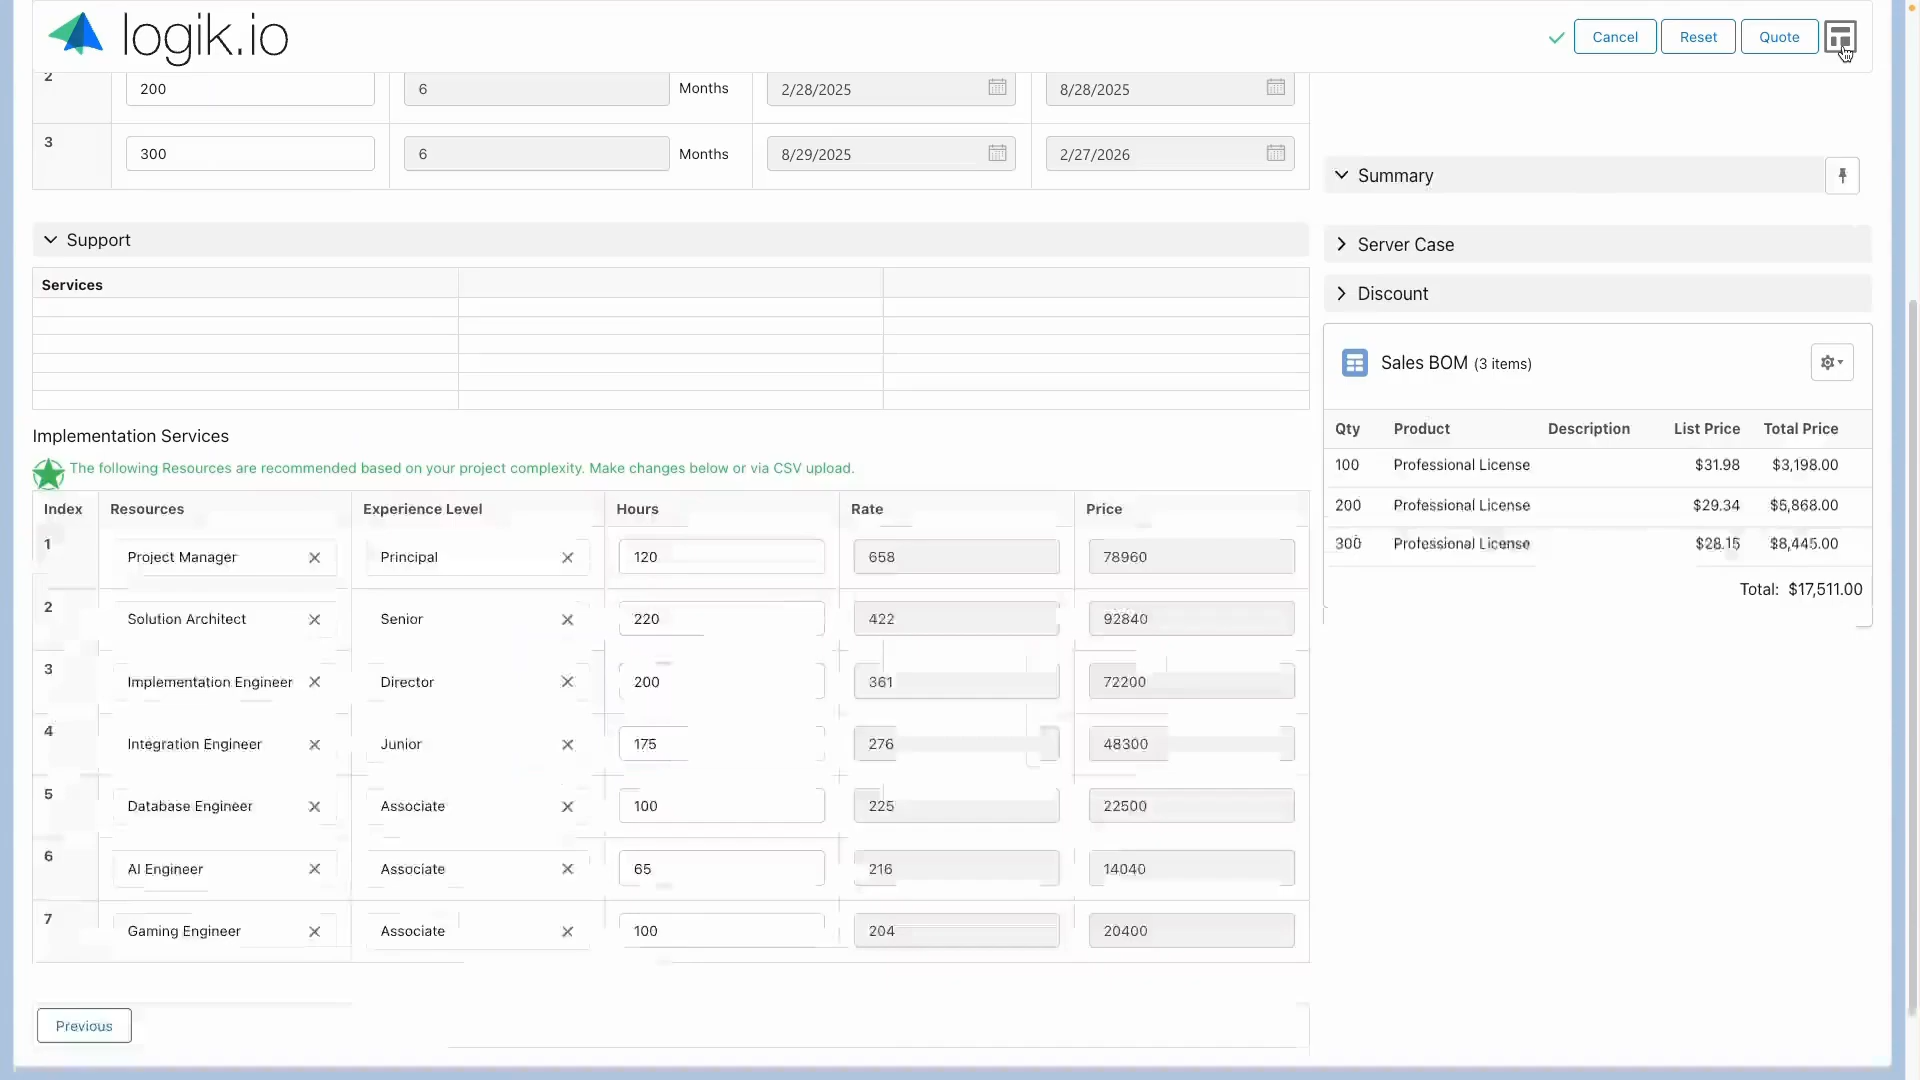 logik.io
Cancel Reset Quote
2 200 6 Months 2/28/2025 8/28/2025
3 300 6 Months 8/29/2025 2/27/2026
Support
Services
Implementation Services
The following Resources are recommended based on your project complexity. Make changes below or via CSV upload.
Index Resources Experience Level Hours Rate Price
1 Project Manager Principal 120 658 78960
2 Solution Architect Senior 220 422 92840
3 Implementation Engineer Director 200 361 72200
4 Integration Engineer Junior 175 276 48300
5 Database Engineer Associate 100 225 22500
6 AI Engineer Associate 65 216 14040
7 Gaming Engineer Associate 100 204 20400
Previous
Summary
Server Case
Discount
Sales BOM (3 items)
Qty Product Description List Price Total Price
100 Professional License $31.98 $3,198.00
200 Professional License $29.34 $5,868.00
300 Professional License $28.15 $8,445.00
Total: $17,511.00